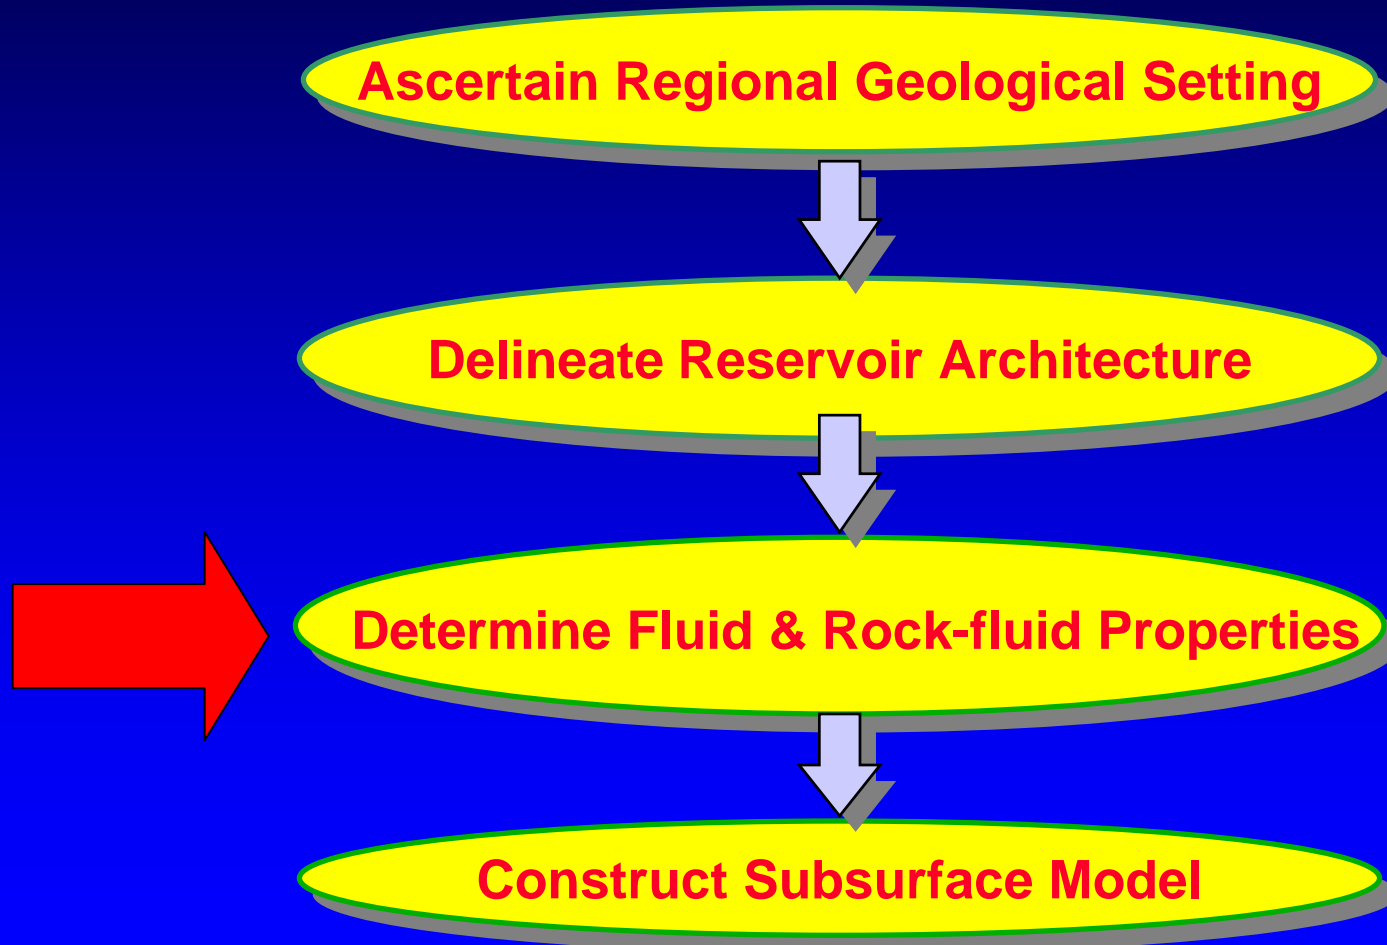 Ascertain Regional Geological Setting
Delineate Reservoir Architecture
Determine Fluid & Rock-fluid Properties
Construct Subsurface Model